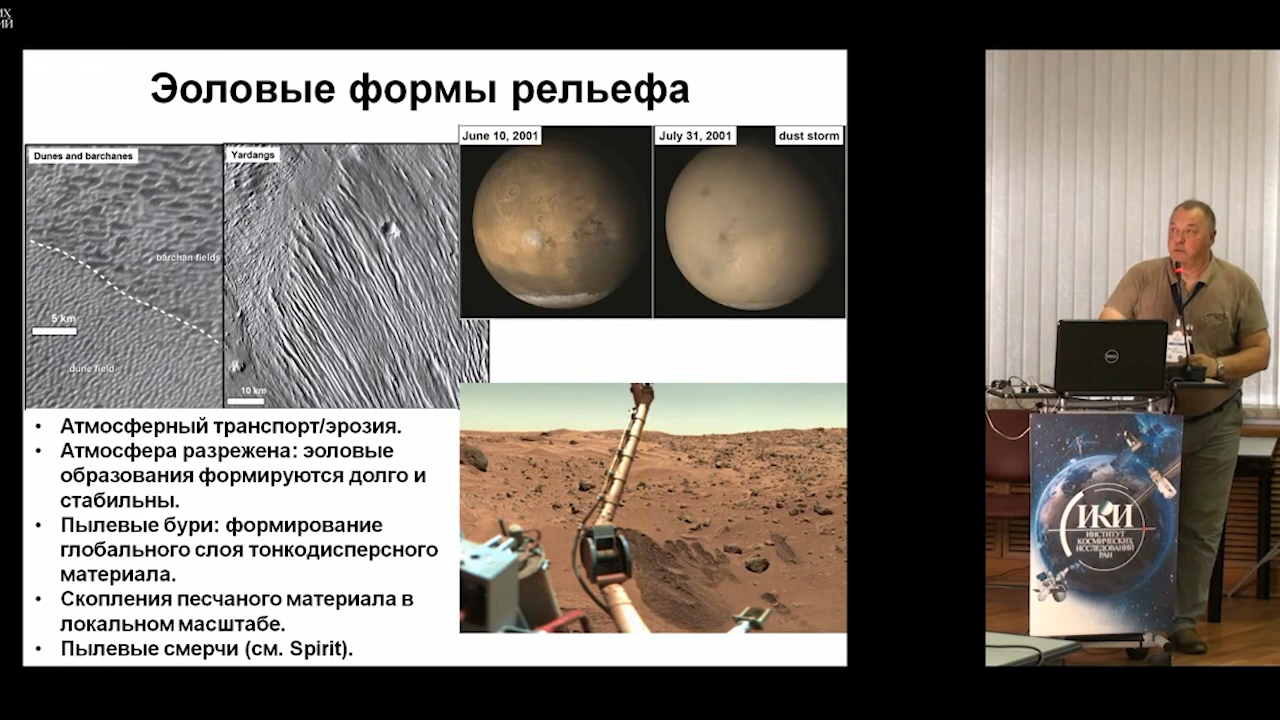 Эоловые формы рельефа
Dunes and barchanes
Yardangs
June 10, 2001
July 31, 2001
dust storm
barchan fields
5 km
dune field
10 km
• Атмосферный транспорт/эрозия.
• Атмосфера разрежена: эоловые
образования формируются долго и
стабильны.
• Пылевые бури: формирование
глобального слоя тонкодисперсного
материала.
• Скопления песчаного материала в
локальном масштабе.
• Пылевые смерчи (см. Spirit).
DELL
ИКИ
ИНСТИТУТ
КОСМИЧЕСКИХ
ИССЛЕДОВАНИЙ
РАН